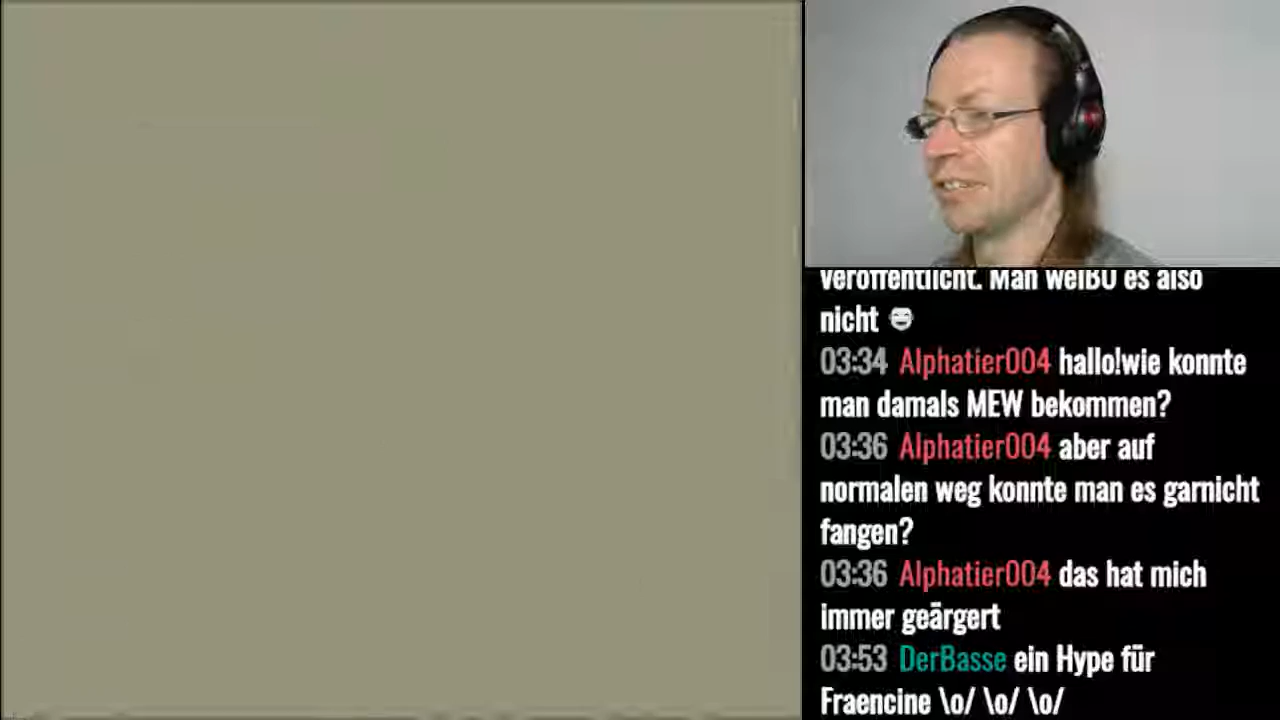 veröffentlicht. Man weißU es also
nicht
03:34 Alphatier004 hallo!wie konnte
man damals MEW bekommen?
03:36 Alphatier004 aber auf
normalen weg konnte man es garnicht
fangen?
03:36 Alphatier004 das hat mich
immer geärgert
03:53 DerBasse ein Hype für
Fraencine \o/ \o/ \o/